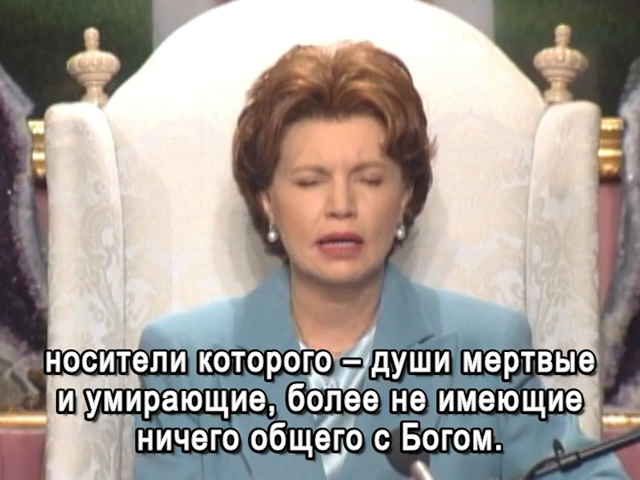 носители которого – души мертвые
и умирающие, более не имеющие
ничего общего с Богом.